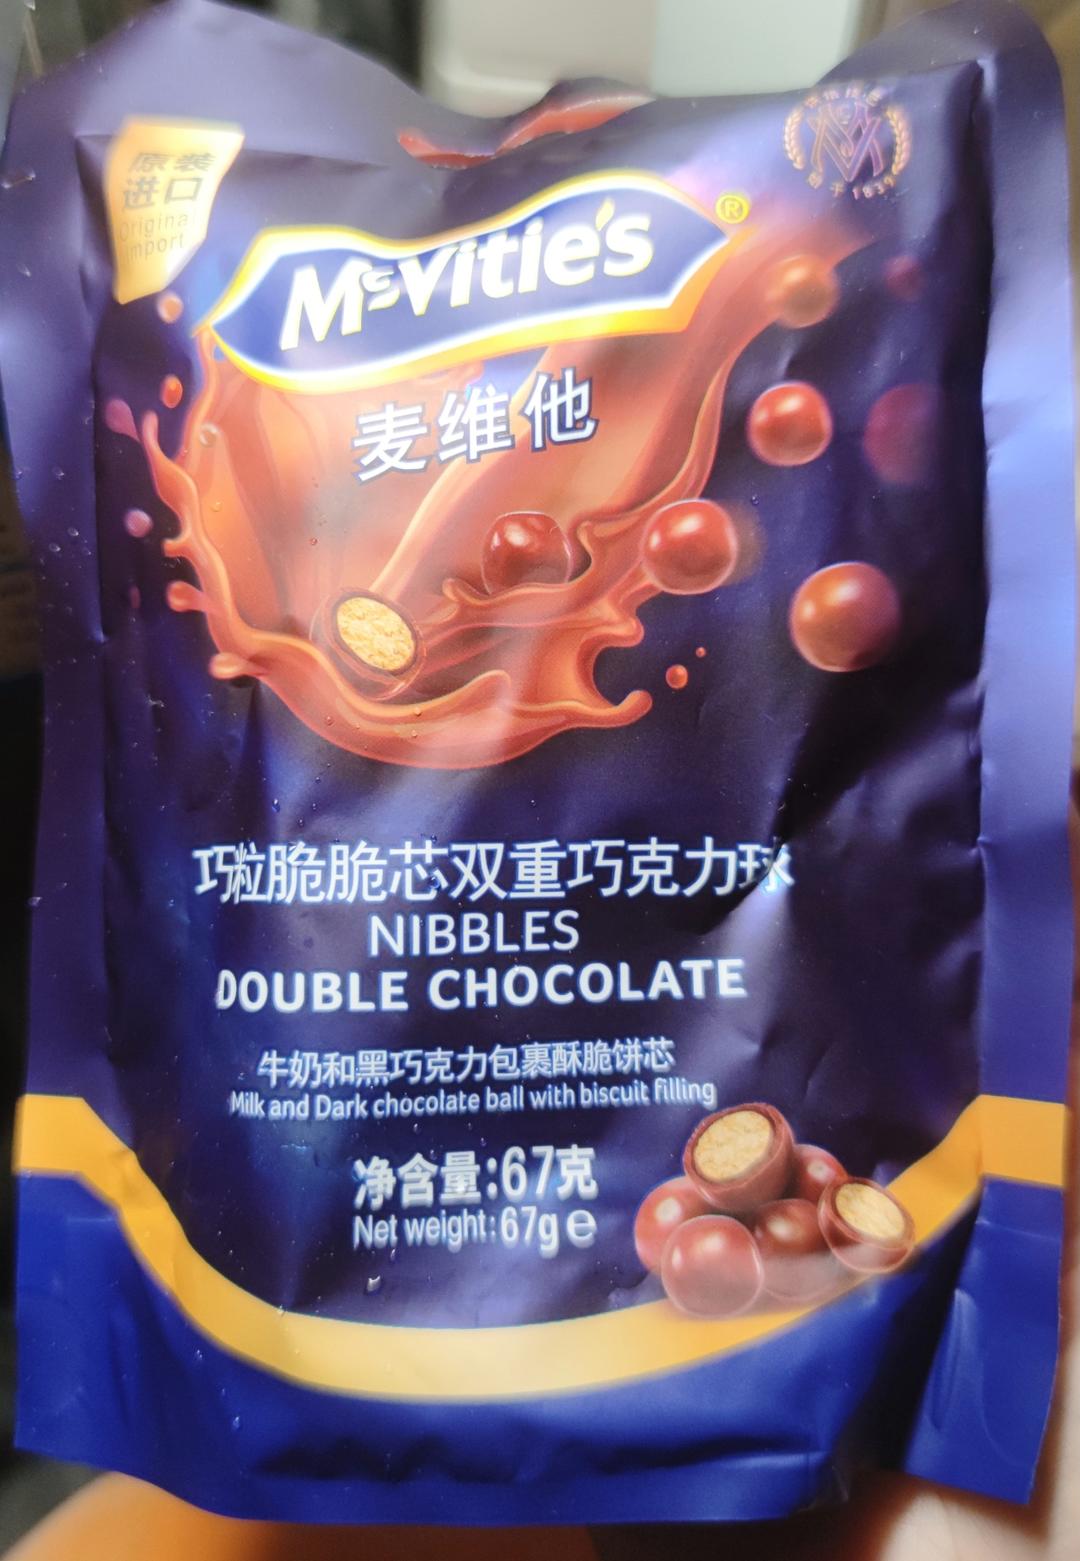 原装
进口
Original
Import
McVitie's®
麦维他
巧粒脆脆芯双重巧克力球
NIBBLES
DOUBLE CHOCOLATE
牛奶和黑巧克力包裹酥脆饼芯
Milk and Dark chocolate ball with biscuit filling
净含量:67克
Net weight:67g e